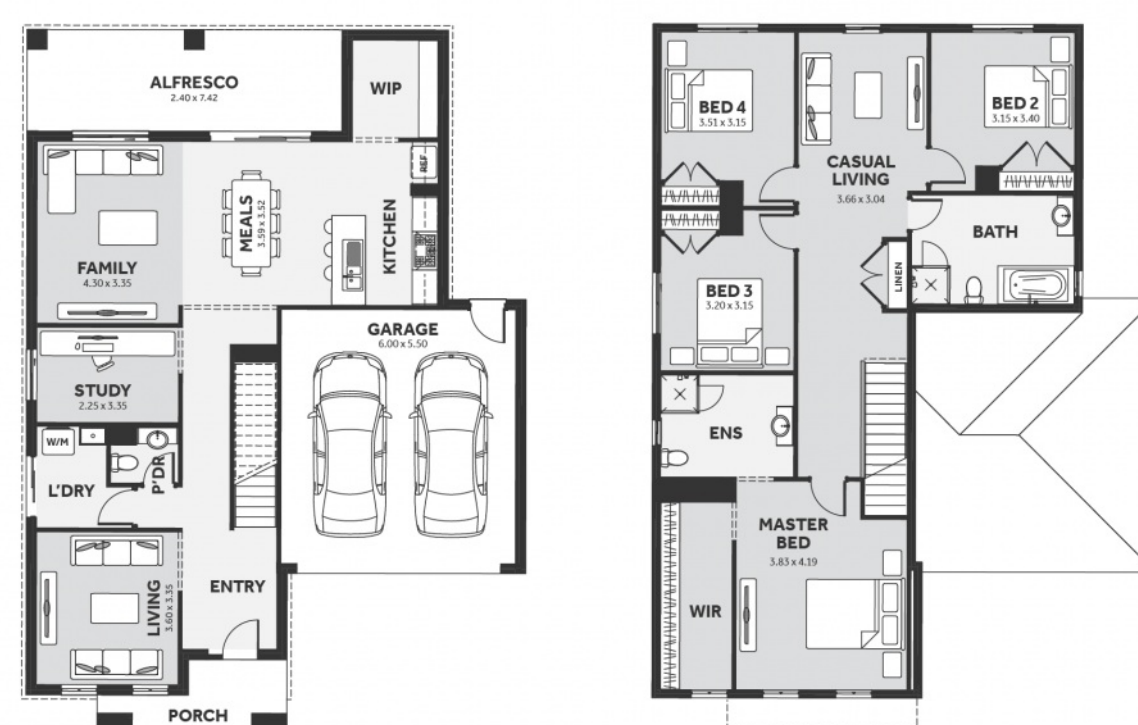 ALFRESCO
2.40 x 7.42
WIP
REF
MEALS
3.59 x 3.52
KITCHEN
FAMILY
4.30 x 3.35
GARAGE
6.00 x 5.50
STUDY
2.25 x 3.35
W/M
P'DR
L'DRY
LIVING
3.60 x 3.35
ENTRY
PORCH
BED 4
3.51 x 3.15
BED 2
3.15 x 3.40
CASUAL
LIVING
3.66 x 3.04
BATH
LINEN
BED 3
3.20 x 3.15
ENS
MASTER
BED
3.83 x 4.19
WIR